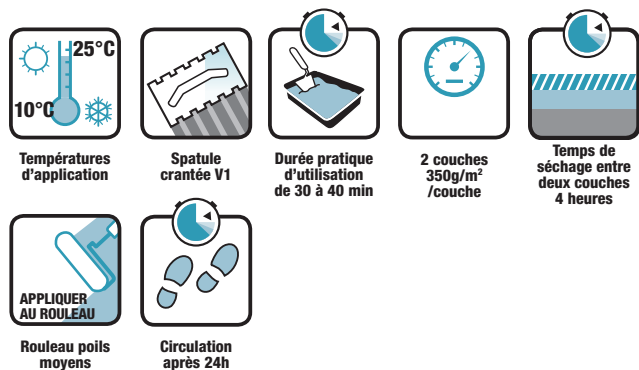 25°C
10°C
Températures
d'application
Spatule
crantée V1
Durée pratique
d'utilisation
de 30 à 40 min
2 couches
350g/m²
/couche
Temps de
séchage entre
deux couches
4 heures
APPLIQUER
AU ROULEAU
Rouleau poils
moyens
Circulation
après 24h